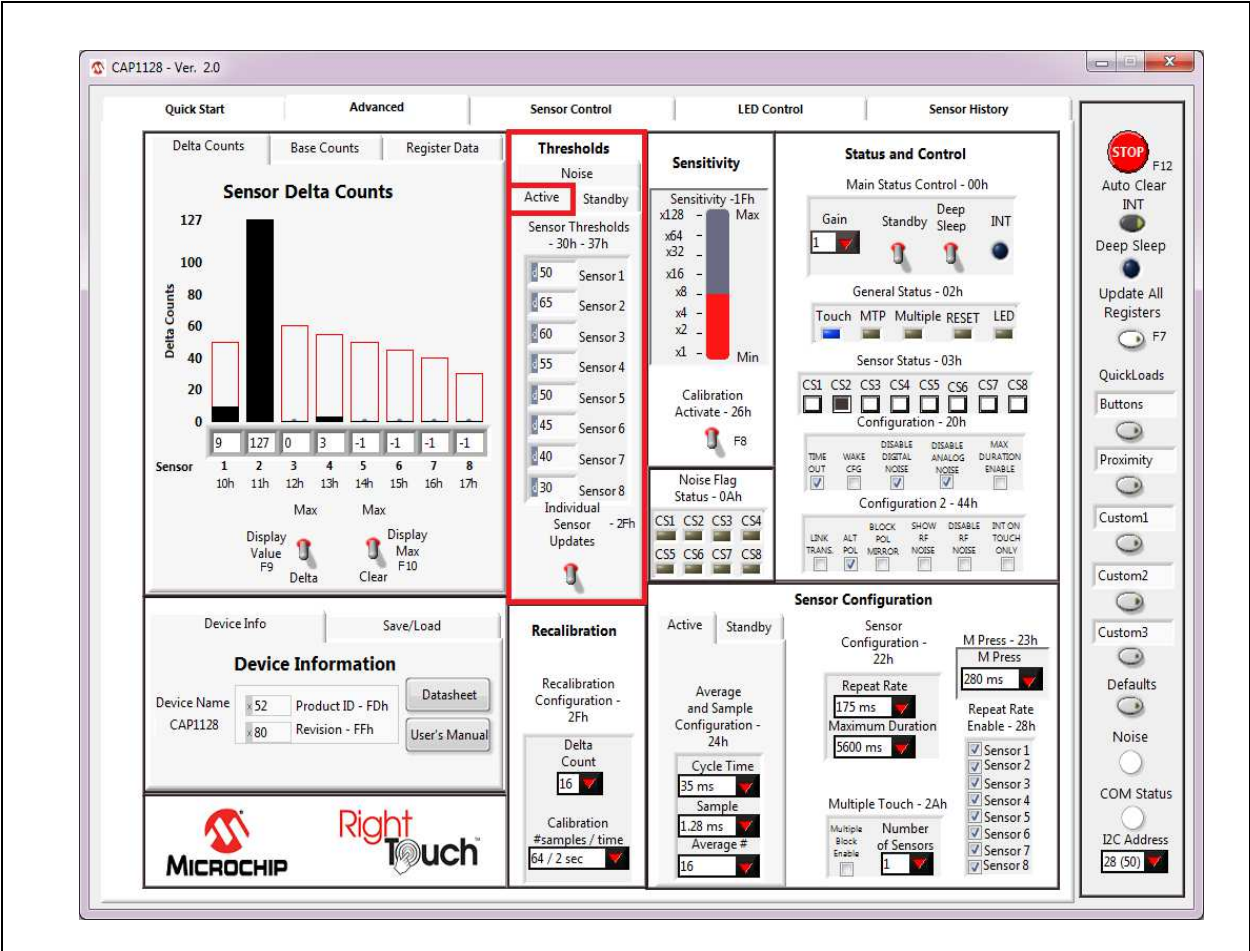 CAP1128 - Ver. 2.0
Quick Start
Advanced
Sensor Control
LED Control
Sensor History
Delta Counts
Base Counts
Register Data
Sensor Delta Counts
Delta Counts
127
100
80
60
40
20
0
9 127 0 3 -1 -1 -1 -1
Sensor 1 2 3 4 5 6 7 8
10h 11h 12h 13h 14h 15h 16h 17h
Max
Display
Value
F9
Delta
Max
Display
Max
F10
Clear
Thresholds
Noise
Active
Standby
Sensor Thresholds
- 30h - 37h
d 50 Sensor 1
d 65 Sensor 2
d 60 Sensor 3
d 55 Sensor 4
d 50 Sensor 5
d 45 Sensor 6
d 40 Sensor 7
d 30 Sensor 8
Individual
Sensor - 2Fh
Updates
Sensitivity
Sensitivity -1Fh
x128 Max
x64
x32
x16
x8
x4
x2
x1 Min
Calibration
Activate - 26h
F8
Noise Flag
Status - 0Ah
CS1 CS2 CS3 CS4
CS5 CS6 CS7 CS8
Status and Control
Main Status Control - 00h
Gain
1
Standby
Deep
Sleep
INT
General Status - 02h
Touch MTP Multiple RESET LED
Sensor Status - 03h
CS1 CS2 CS3 CS4 CS5 CS6 CS7 CS8
Configuration - 20h
TIME
OUT
WAKE
CFG
DISABLE
DIGITAL
NOISE
DISABLE
ANALOG
NOISE
MAX
DURATION
ENABLE
Configuration 2 - 44h
LINK
TRANS.
ALT
POL
BLOCK
POL
MIRROR
SHOW
RF
NOISE
DISABLE
RF
NOISE
INT ON
TOUCH
ONLY
Device Info
Save/Load
Device Information
Device Name
CAP1128
x 52 Product ID - FDh
x 80 Revision - FFh
Datasheet
User's Manual
MICROCHIP
Right
Touch™
Recalibration
Recalibration
Configuration -
2Fh
Delta
Count
16
Calibration
#samples / time
64 / 2 sec
Sensor Configuration
Active
Standby
Average
and Sample
Configuration -
24h
Cycle Time
35 ms
Sample
1.28 ms
Average #
16
Sensor
Configuration -
22h
Repeat Rate
175 ms
Maximum Duration
5600 ms
Multiple Touch - 2Ah
Multiple
Block
Enable
Number
of Sensors
1
M Press - 23h
M Press
280 ms
Repeat Rate
Enable - 28h
Sensor 1
Sensor 2
Sensor 3
Sensor 4
Sensor 5
Sensor 6
Sensor 7
Sensor 8
STOP
F12
Auto Clear
INT
Deep Sleep
Update All
Registers
F7
QuickLoads
Buttons
Proximity
Custom1
Custom2
Custom3
Defaults
Noise
COM Status
I2C Address
28 (50)